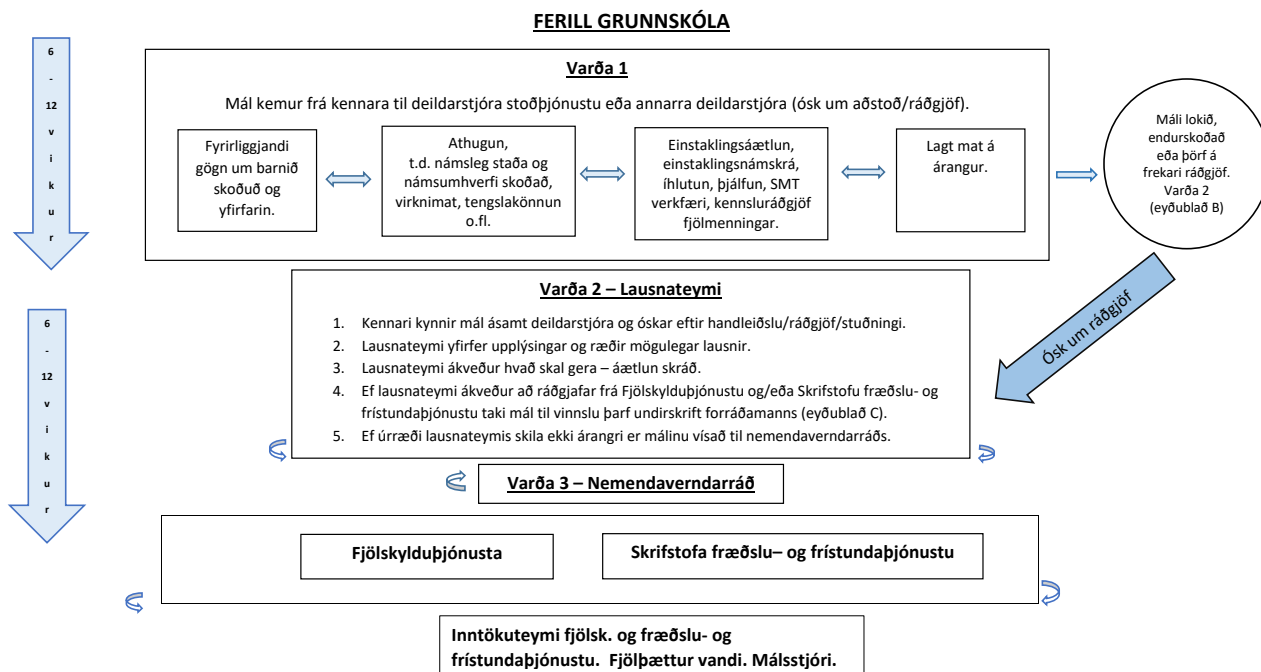 FERILL GRUNNSKÓLA
6
-
12
v
i
k
u
r
Varða 1
Mál kemur frá kennara til deildarstjóra stoðþjónustu eða annarra deildarstjóra (ósk um aðstoð/ráðgjöf).
Fyrirliggjandi
gögn um barnið
skoðuð og
yfirfarin.
Athugun,
t.d. námsleg staða og
námsumhverfi skoðað,
virknimat, tengslakönnun
o.fl.
Einstaklingsáætlun,
einstaklingsnámskrá,
íhlutun, þjálfun, SMT
verkfæri, kennsluráðgjöf
fjölmenningar.
Lagt mat á
árangur.
Máli lokið,
endurskoðað
eða þörf á
frekari ráðgjöf.
Varða 2
(eyðublað B)
Ósk um ráðgjöf
6
-
12
v
i
k
u
r
Varða 2 – Lausnateymi
1. Kennari kynnir mál ásamt deildarstjóra og óskar eftir handleiðslu/ráðgjöf/stuðningi.
2. Lausnateymi yfirfer upplýsingar og ræðir mögulegar lausnir.
3. Lausnateymi ákveður hvað skal gera – áætlun skráð.
4. Ef lausnateymi ákveður að ráðgjafar frá Fjölskylduþjónustu og/eða Skrifstofu fræðslu- og
frístundaþjónustu taki mál til vinnslu þarf undirskrift forráðamanns (eyðublað C).
5. Ef úrræði lausnateymis skila ekki árangri er málinu vísað til nemendaverndarráðs.
Varða 3 – Nemendaverndarráð
Fjölskylduþjónusta
Skrifstofa fræðslu– og frístundaþjónustu
Inntökuteymi fjölsk. og fræðslu- og
frístundaþjónustu. Fjölþættur vandi. Málsstjóri.